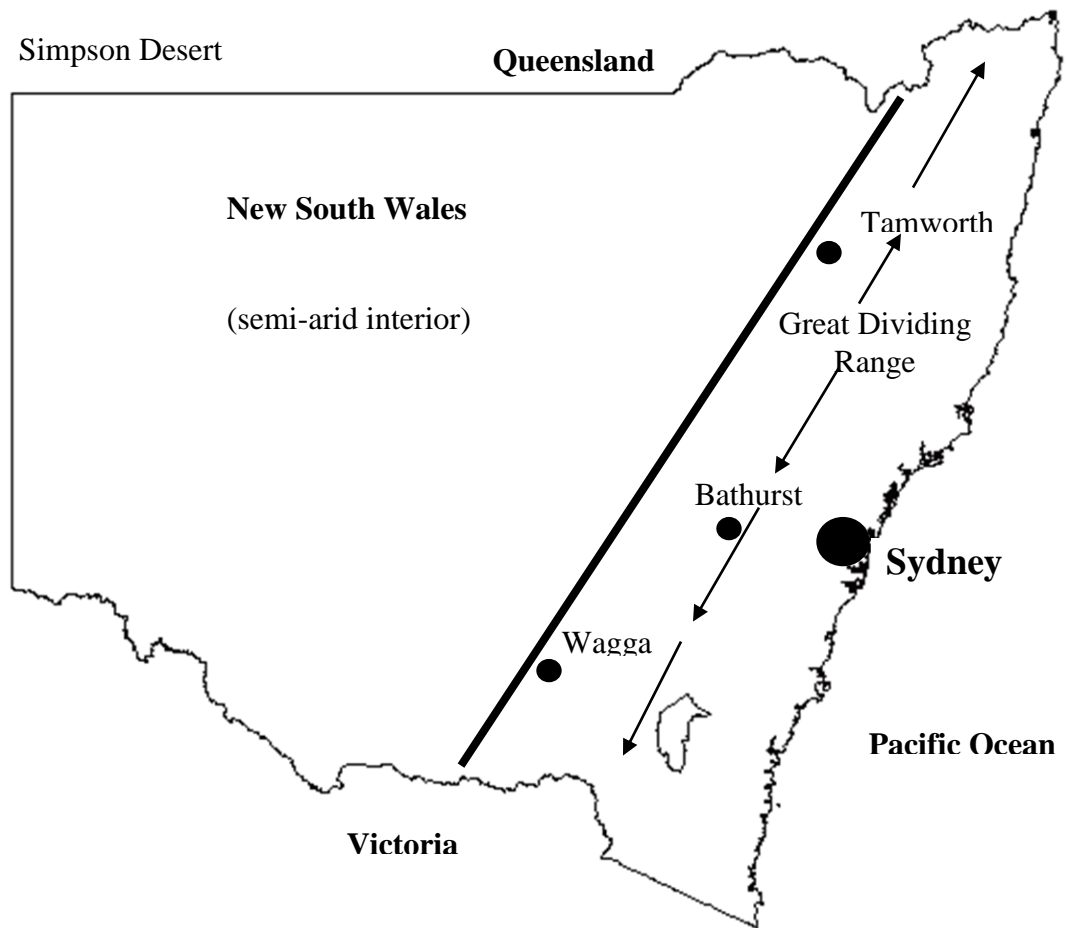 Simpson Desert
Queensland
New South Wales
Tamworth
(semi-arid interior)
Great Dividing
Range
Bathurst
Sydney
Wagga
Pacific Ocean
Victoria